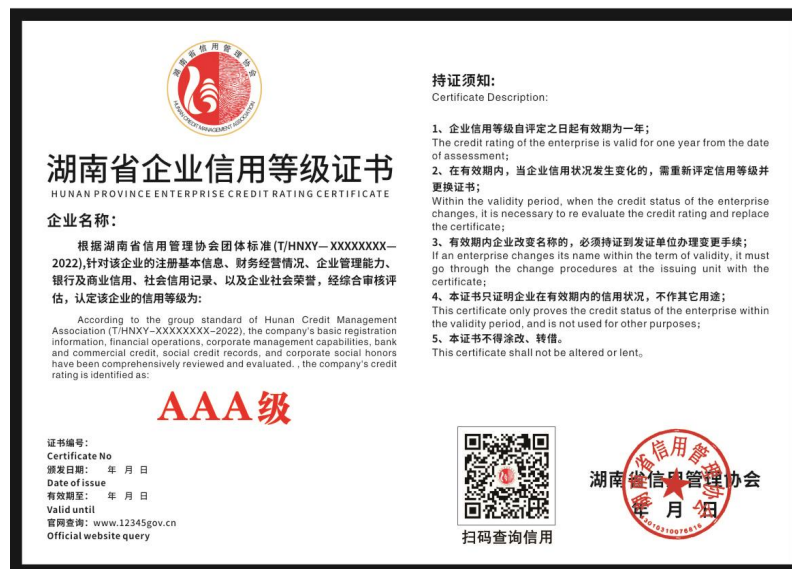 湖南省信用管理协会
HUNAN CREDIT MANAGEMENT ASSOCIATION
湖南省企业信用等级证书
HUNAN PROVINCE ENTERPRISE CREDIT RATING CERTIFICATE
企业名称：
根据湖南省信用管理协会团体标准(T/HNXY—XXXXXXXX—
2022),针对该企业的注册基本信息、财务经营情况、企业管理能力、
银行及商业信用、社会信用记录、以及企业社会荣誉，经综合审核评
估，认定该企业的信用等级为:
According to the group standard of Hunan Credit Management
Association (T/HNXY-XXXXXXXX-2022), the company's basic registration
information, financial operations, corporate management capabilities, bank
and commercial credit, social credit records, and corporate social honors
have been comprehensively reviewed and evaluated. , the company's credit
rating is identified as:
AAA级
证书编号：
Certificate No
颁发日期： 年 月 日
Date of issue
有效期至： 年 月 日
Valid until
官网查询：www.12345gov.cn
Official website query
持证须知:
Certificate Description:
1、企业信用等级自评定之日起有效期为一年；
The credit rating of the enterprise is valid for one year from the date
of assessment;
2、在有效期内，当企业信用状况发生变化的，需重新评定信用等级并
更换证书；
Within the validity period, when the credit status of the enterprise
changes, it is necessary to re evaluate the credit rating and replace
the certificate;
3、有效期内企业改变名称的，必须持证到发证单位办理变更手续；
If an enterprise changes its name within the term of validity, it must
go through the change procedures at the issuing unit with the
certificate;
4、本证书只证明企业在有效期内的信用状况，不作其它用途；
This certificate only proves the credit status of the enterprise within
the validity period, and is not used for other purposes;
5、本证书不得涂改、转借。
This certificate shall not be altered or lent。
扫码查询信用
湖南省信用管理协会
年 月 日
湖南省信用管理协会